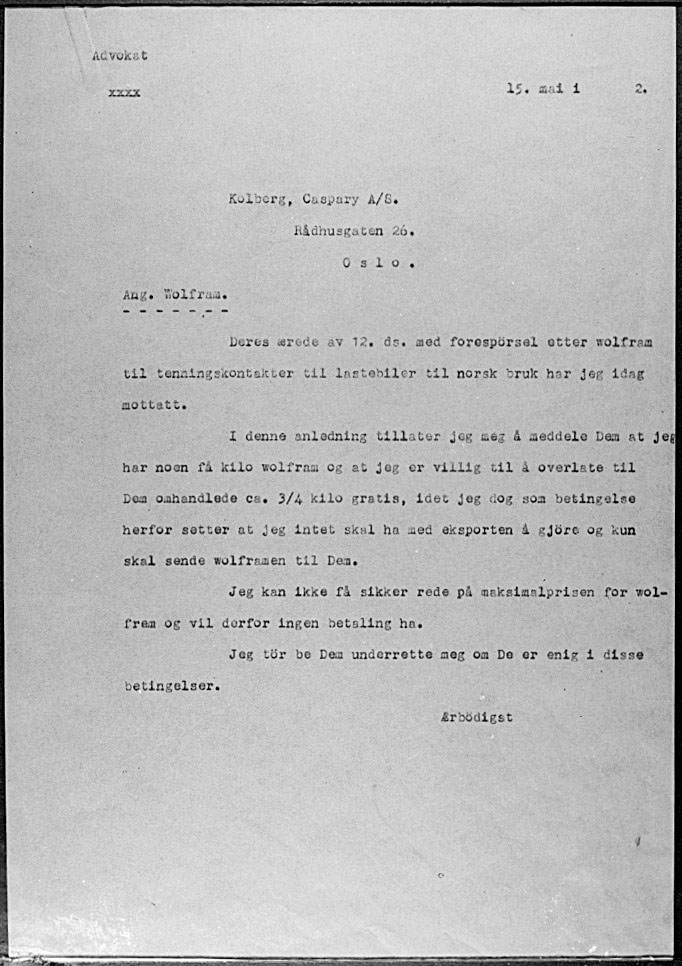 Advokat
xxxx
15. mai i 2.
Kolberg, Caspary A/S.
Rådhusgaten 26.
O s l o .
Ang. Wolfram.
- - - - - - -
Deres ærede av 12. ds. med forespörsel etter wolfram
til tenningskontakter til lastebiler til norsk bruk har jeg idag
mottatt.
I denne anledning tillater jeg meg å meddele Dem at jeg
har noen få kilo wolfram og at jeg er villig til å overlate til
Dem omhandlede ca. 3/4 kilo gratis, idet jeg dog som betingelse
herfor setter at jeg intet skal ha med eksporten å gjöre og kun
skal sende wolframen til Dem.
Jeg kan ikke få sikker rede på maksimalprisen for wol-
fram og vil derfor ingen betaling ha.
Jeg tör be Dem underrette meg om De er enig i disse
betingelser.
Ærbödigst